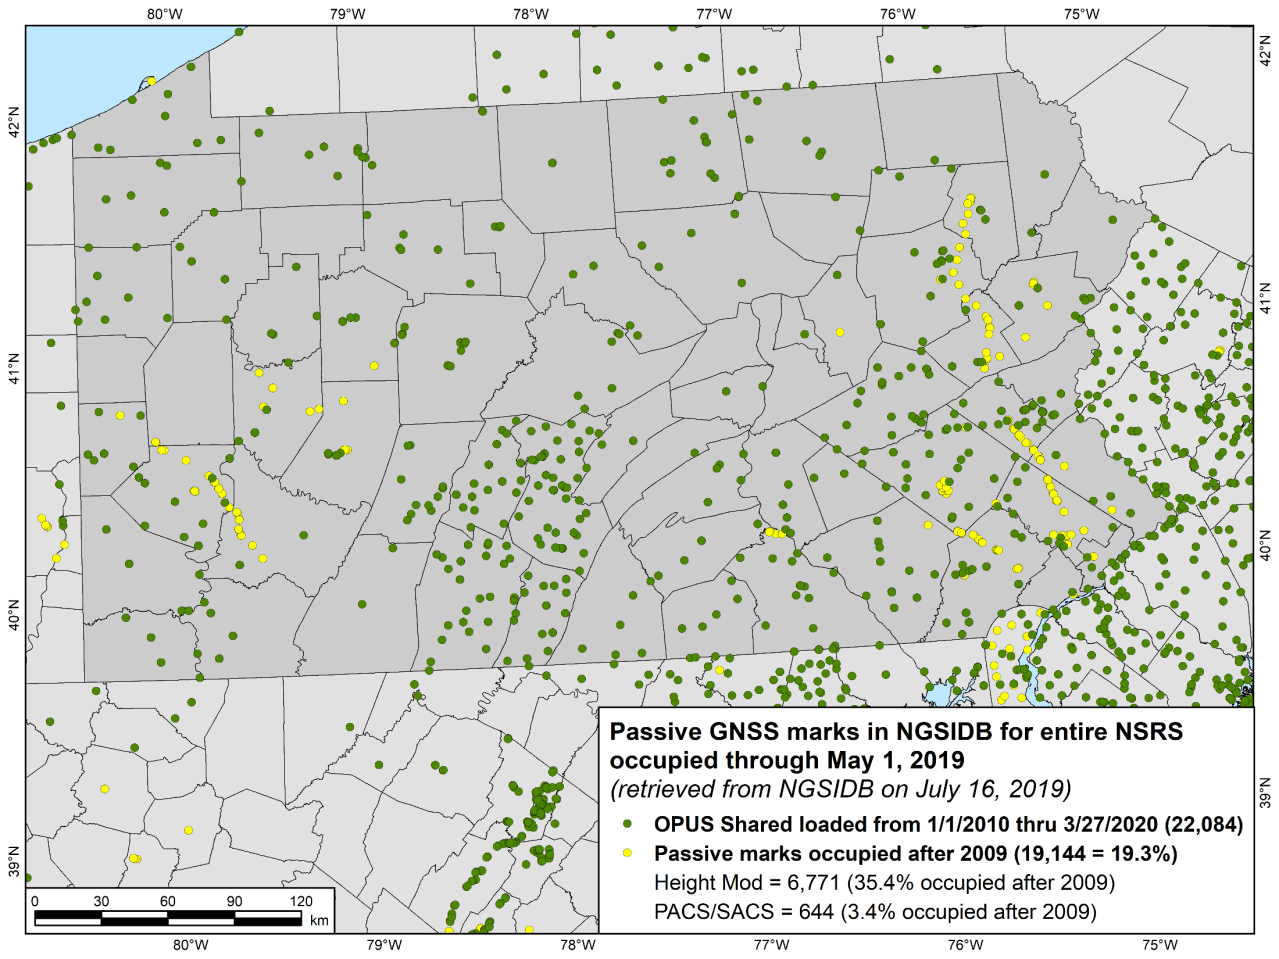 80°W 79°W 78°W 77°W 76°W 75°W
42°N 42°N
41°N 41°N
40°N 40°N
39°N 39°N
Passive GNSS marks in NGSIDB for entire NSRS
occupied through May 1, 2019
(retrieved from NGSIDB on July 16, 2019)
OPUS Shared loaded from 1/1/2010 thru 3/27/2020 (22,084)
Passive marks occupied after 2009 (19,144 = 19.3%)
Height Mod = 6,771 (35.4% occupied after 2009)
PACS/SACS = 644 (3.4% occupied after 2009)
0 30 60 90 120
km
80°W 79°W 78°W 77°W 76°W 75°W